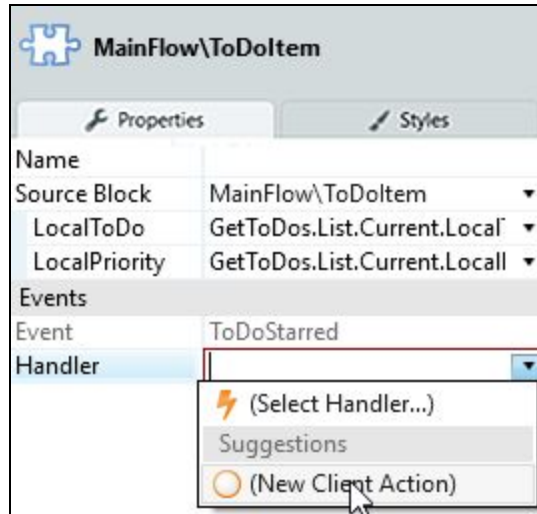 MainFlow\ToDoItem
Properties Styles
Name
Source Block MainFlow\ToDoItem
LocalToDo GetToDos.List.Current.Local
LocalPriority GetToDos.List.Current.Locall
Events
Event ToDoStarred
Handler
(Select Handler...)
Suggestions
(New Client Action)